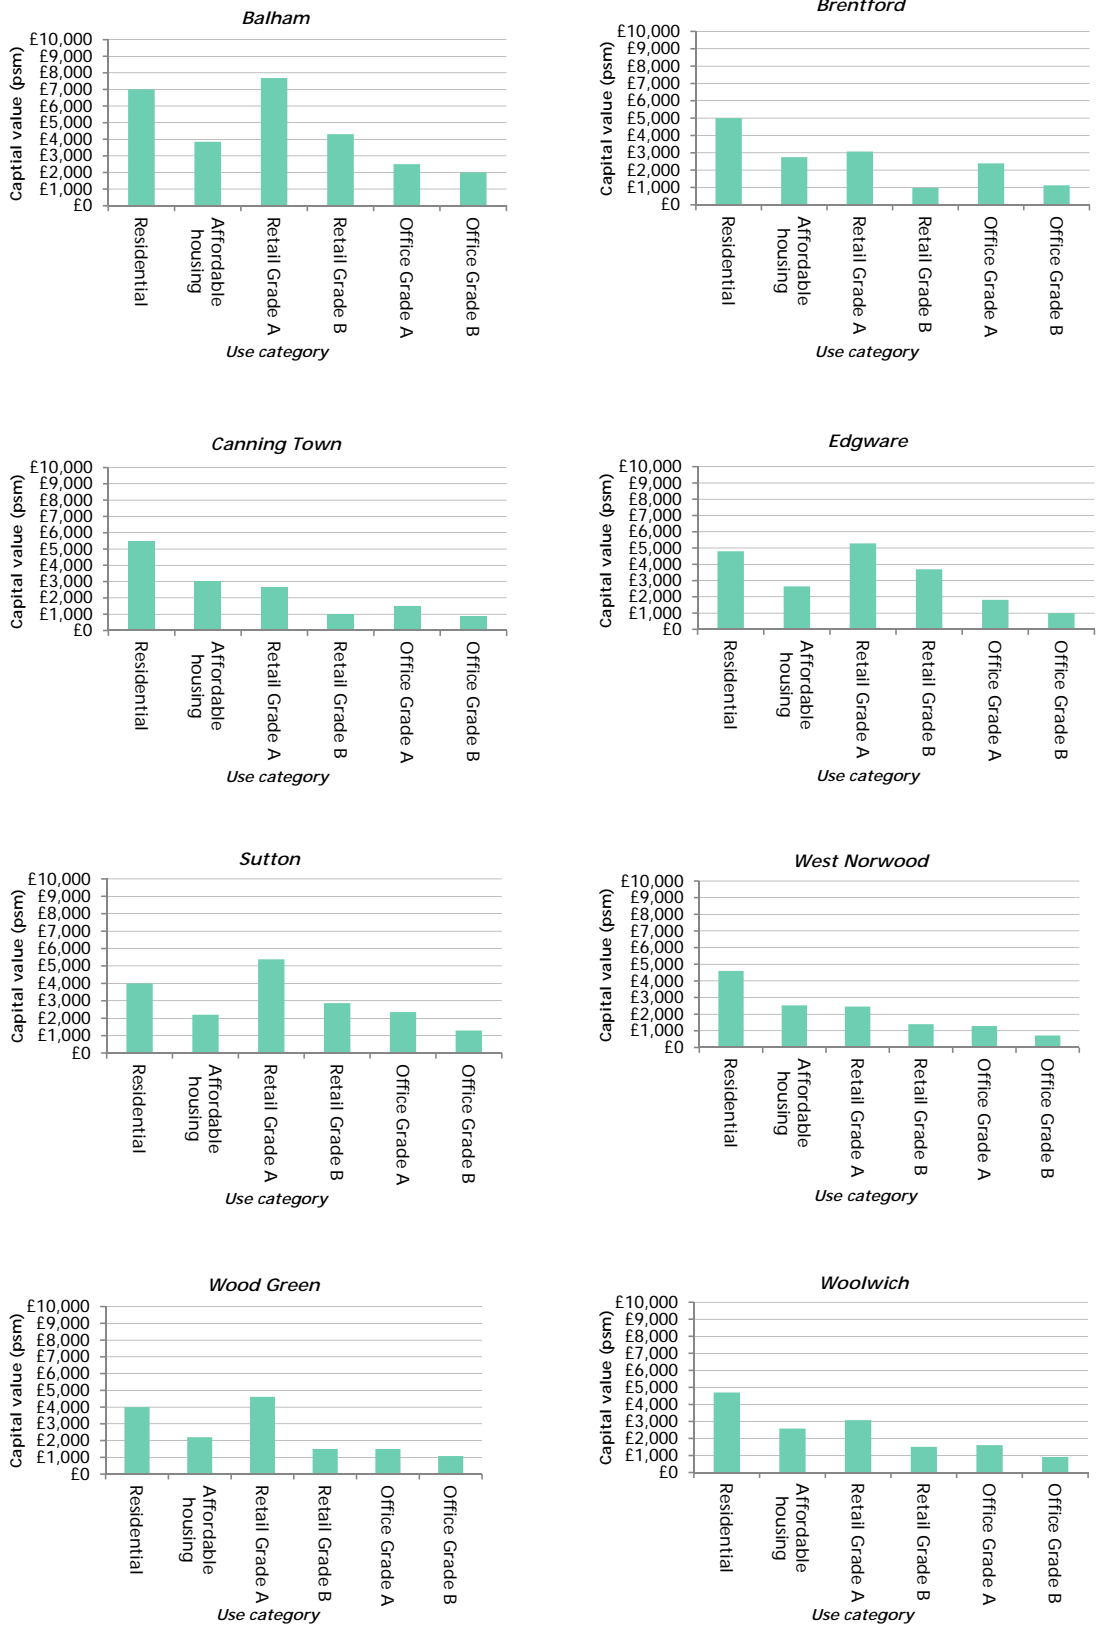 Balham
Capital value (psm)
£10,000
£9,000
£8,000
£7,000
£6,000
£5,000
£4,000
£3,000
£2,000
£1,000
£0
Residential
Affordable
housing
Retail Grade A
Retail Grade B
Office Grade A
Office Grade B
Use category
Brentford
Capital value (psm)
£10,000
£9,000
£8,000
£7,000
£6,000
£5,000
£4,000
£3,000
£2,000
£1,000
£0
Residential
Affordable
housing
Retail Grade A
Retail Grade B
Office Grade A
Office Grade B
Use category
Canning Town
Capital value (psm)
£10,000
£9,000
£8,000
£7,000
£6,000
£5,000
£4,000
£3,000
£2,000
£1,000
£0
Residential
Affordable
housing
Retail Grade A
Retail Grade B
Office Grade A
Office Grade B
Use category
Edgware
Capital value (psm)
£10,000
£9,000
£8,000
£7,000
£6,000
£5,000
£4,000
£3,000
£2,000
£1,000
£0
Residential
Affordable
housing
Retail Grade A
Retail Grade B
Office Grade A
Office Grade B
Use category
Sutton
Capital value (psm)
£10,000
£9,000
£8,000
£7,000
£6,000
£5,000
£4,000
£3,000
£2,000
£1,000
£0
Residential
Affordable
housing
Retail Grade A
Retail Grade B
Office Grade A
Office Grade B
Use category
West Norwood
Capital value (psm)
£10,000
£9,000
£8,000
£7,000
£6,000
£5,000
£4,000
£3,000
£2,000
£1,000
£0
Residential
Affordable
housing
Retail Grade A
Retail Grade B
Office Grade A
Office Grade B
Use category
Wood Green
Capital value (psm)
£10,000
£9,000
£8,000
£7,000
£6,000
£5,000
£4,000
£3,000
£2,000
£1,000
£0
Residential
Affordable
housing
Retail Grade A
Retail Grade B
Office Grade A
Office Grade B
Use category
Woolwich
Capital value (psm)
£10,000
£9,000
£8,000
£7,000
£6,000
£5,000
£4,000
£3,000
£2,000
£1,000
£0
Residential
Affordable
housing
Retail Grade A
Retail Grade B
Office Grade A
Office Grade B
Use category